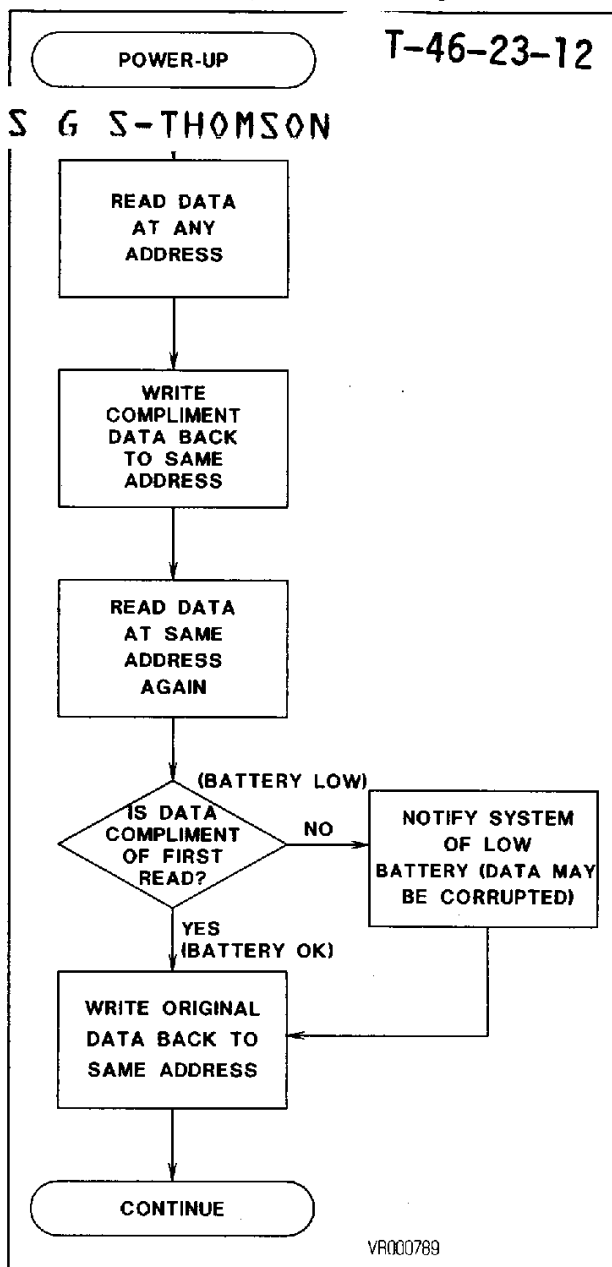 POWER-UP
T-46-23-12
S G S-THOMSON
READ DATA
AT ANY
ADDRESS
WRITE
COMPLIMENT
DATA BACK
TO SAME
ADDRESS
READ DATA
AT SAME
ADDRESS
AGAIN
(BATTERY LOW)
IS DATA
COMPLIMENT
OF FIRST
READ?
NO
NOTIFY SYSTEM
OF LOW
BATTERY (DATA MAY
BE CORRUPTED)
YES
(BATTERY OK)
WRITE ORIGINAL
DATA BACK TO
SAME ADDRESS
CONTINUE
VR000789